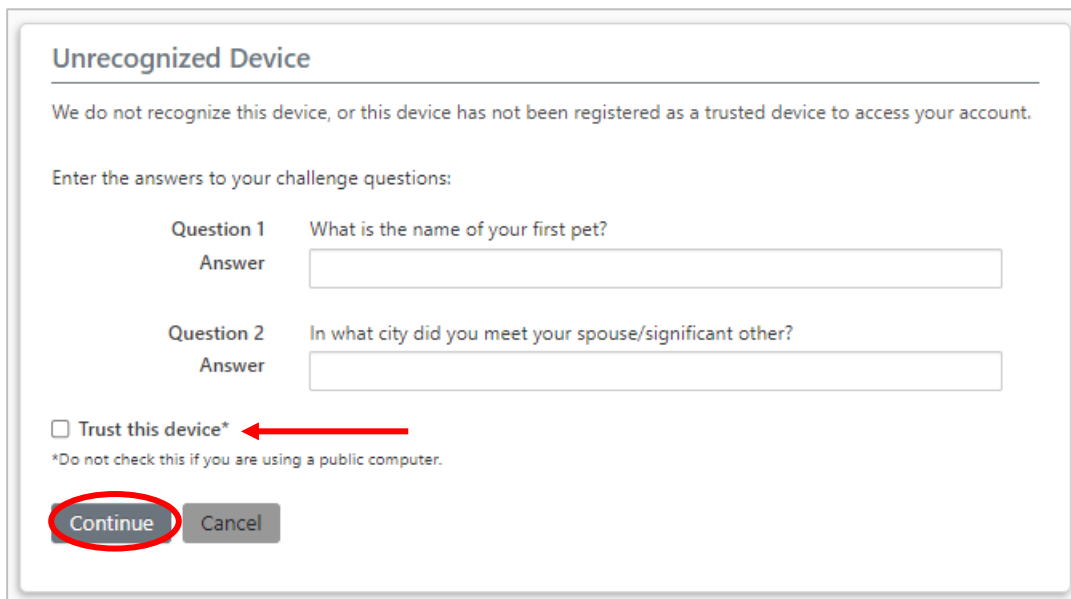 Unrecognized Device
We do not recognize this device, or this device has not been registered as a trusted device to access your account.
Enter the answers to your challenge questions:
Question 1 What is the name of your first pet?
Answer
Question 2 In what city did you meet your spouse/significant other?
Answer
Trust this device*
*Do not check this if you are using a public computer.
Continue Cancel